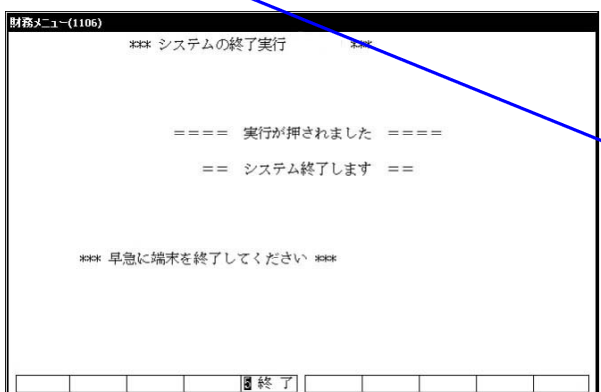 財務メニュー(1106)
*** システムの終了実行 ***
==== 実行が押されました ====
== システム終了します ==
*** 早急に端末を終了してください ***
5 終 了